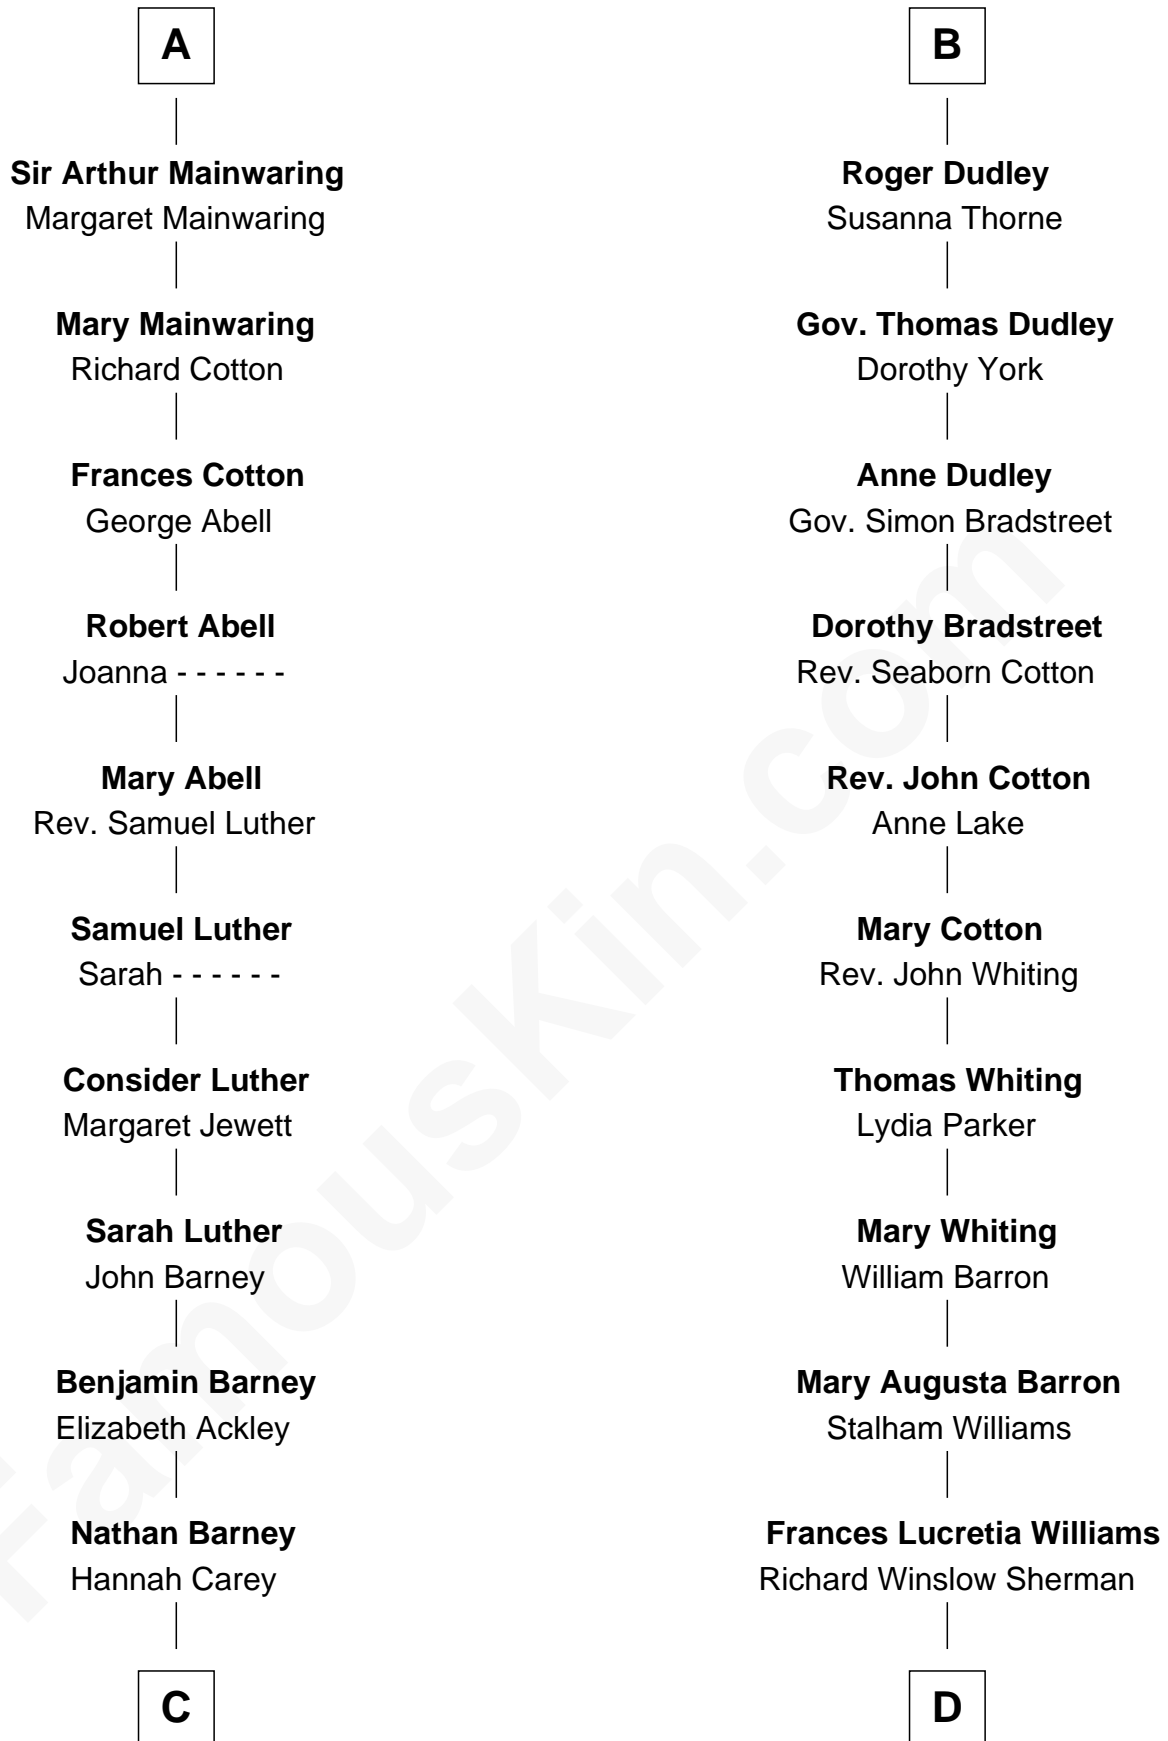 A
Sir Arthur Mainwaring
Margaret Mainwaring
Mary Mainwaring
Richard Cotton
Frances Cotton
George Abell
Robert Abell
Joanna - - - - - -
Mary Abell
Rev. Samuel Luther
Samuel Luther
Sarah - - - - - -
Consider Luther
Margaret Jewett
Sarah Luther
John Barney
Benjamin Barney
Elizabeth Ackley
Nathan Barney
Hannah Carey
C
B
Roger Dudley
Susanna Thorne
Gov. Thomas Dudley
Dorothy York
Anne Dudley
Gov. Simon Bradstreet
Dorothy Bradstreet
Rev. Seaborn Cotton
Rev. John Cotton
Anne Lake
Mary Cotton
Rev. John Whiting
Thomas Whiting
Lydia Parker
Mary Whiting
William Barron
Mary Augusta Barron
Stalham Williams
Frances Lucretia Williams
Richard Winslow Sherman
D
FamousKin.com